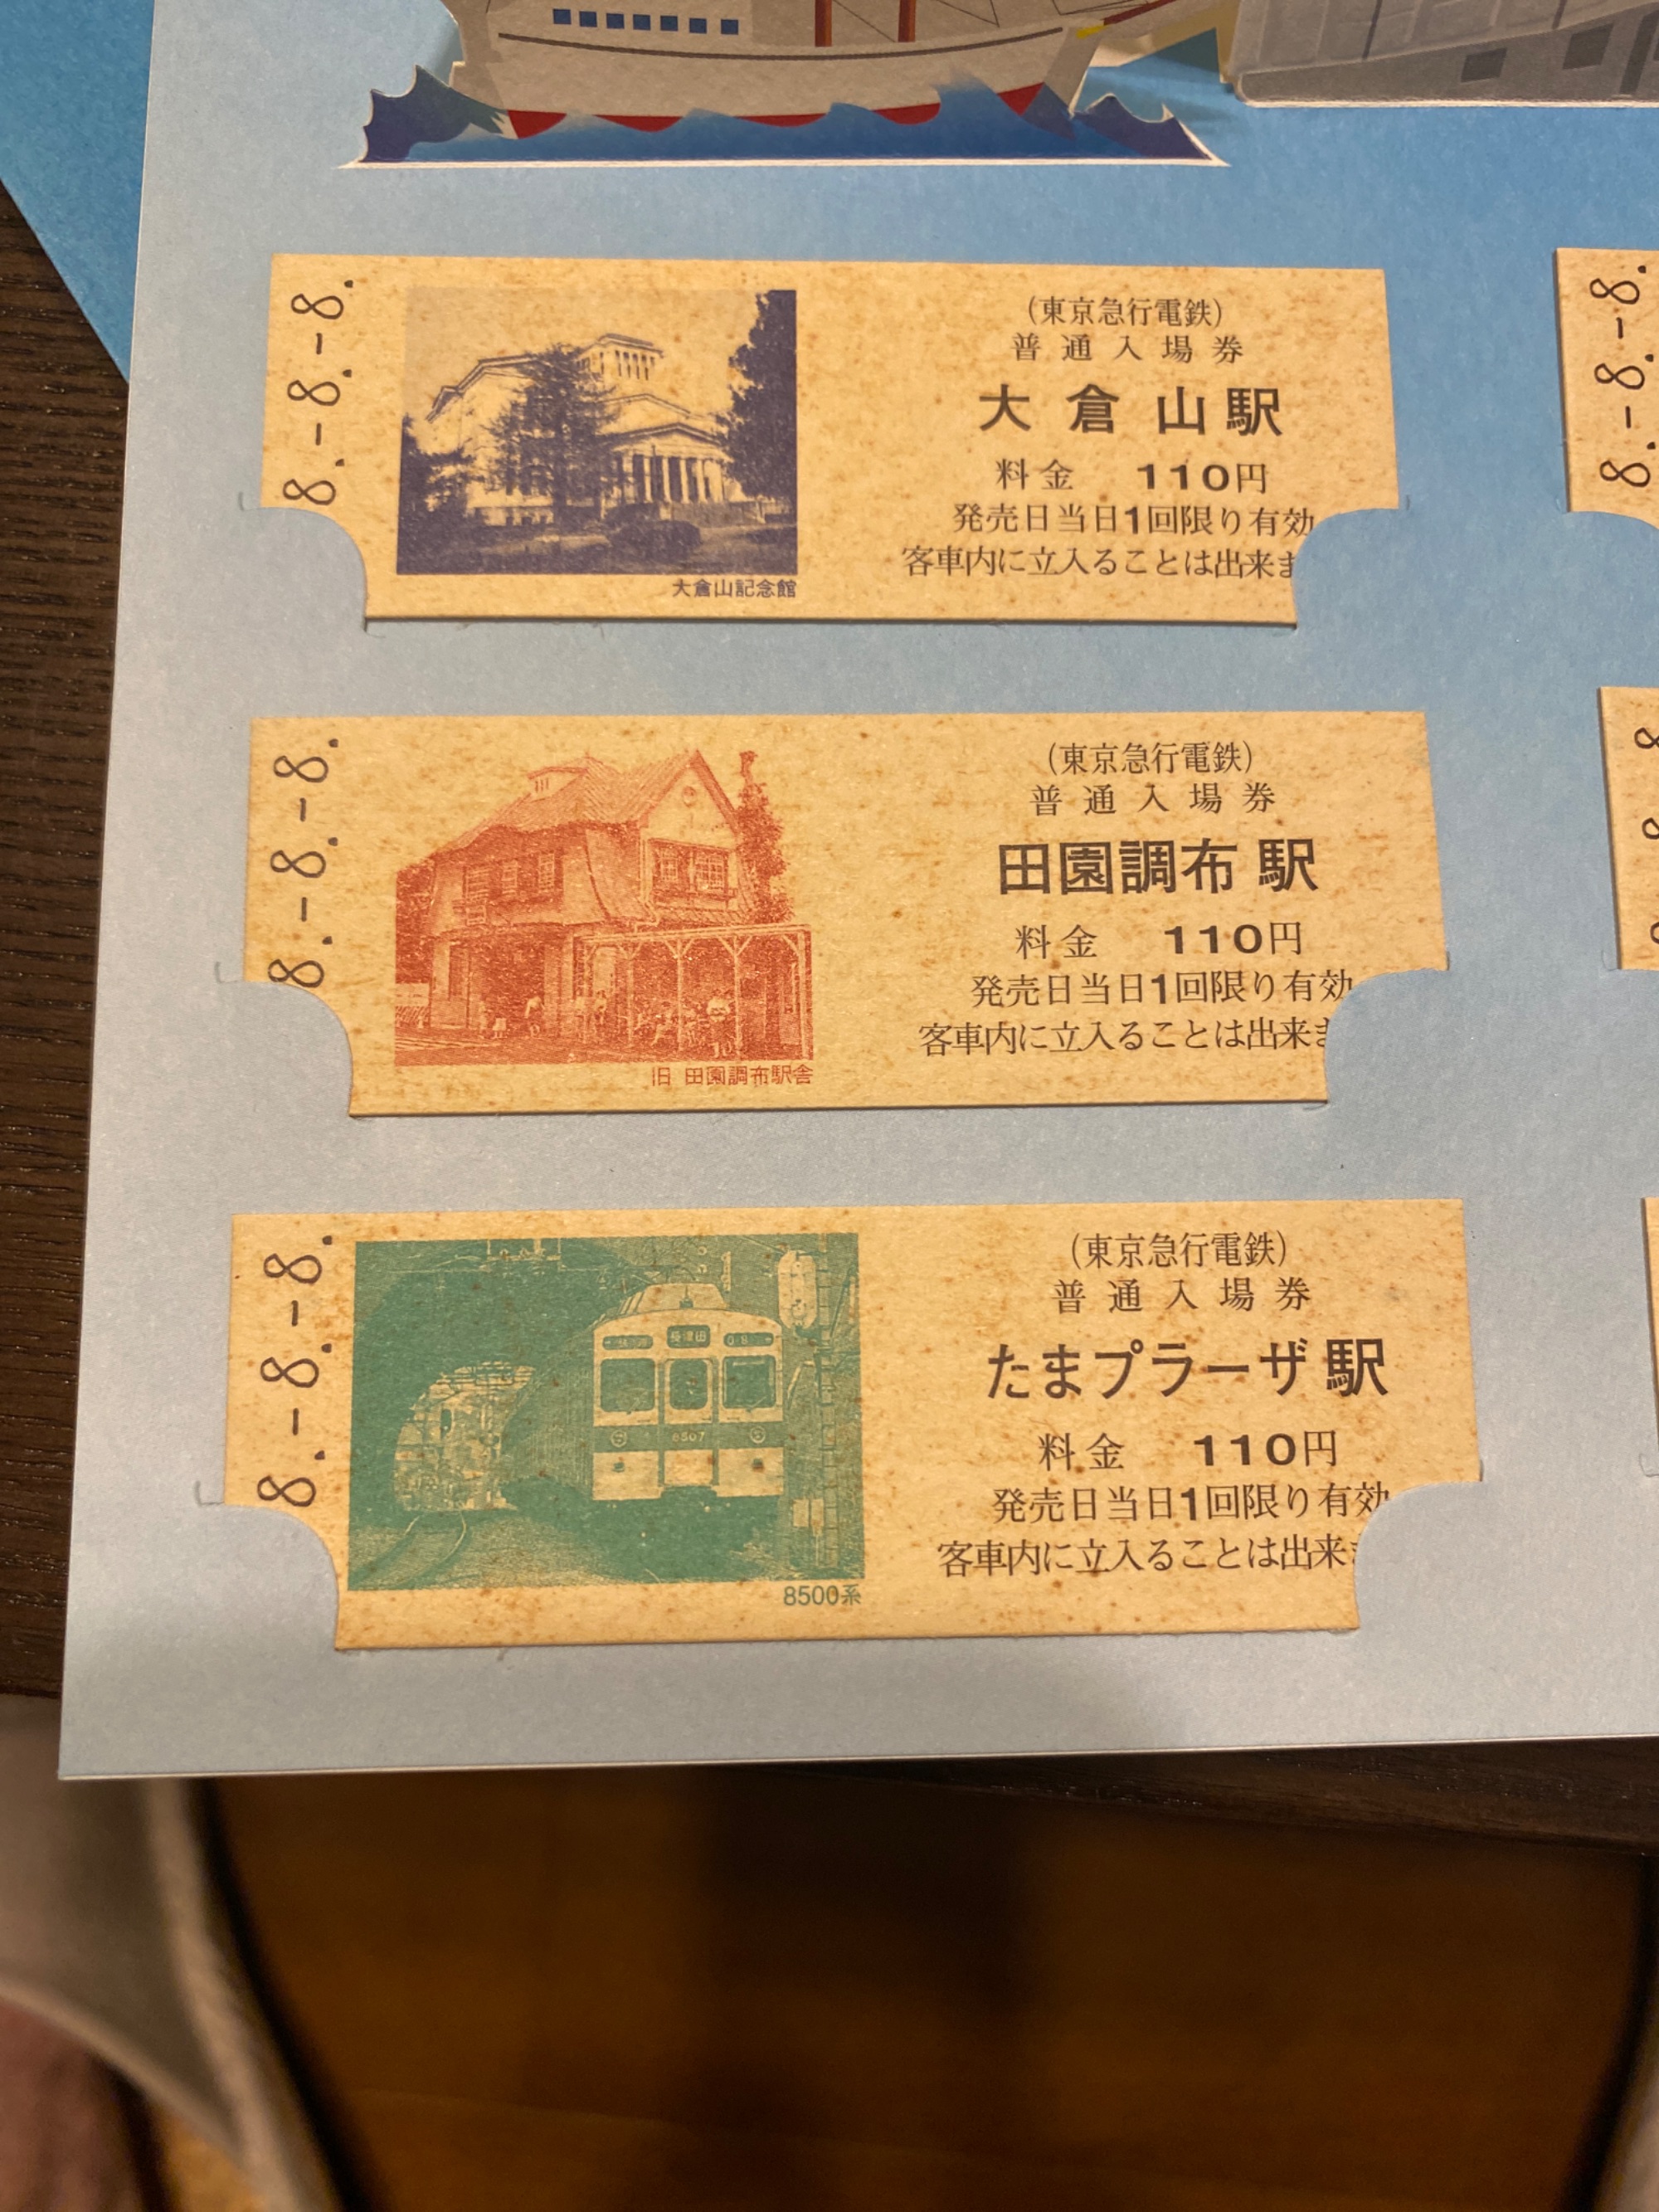 8.-8.-8.
(東京急行電鉄)
普通入場券
大倉山駅
料金 110円
発売日当日1回限り有効
客車内に立入ることは出来ま
大倉山記念館
8.-8.-8.
8.-8.-8.
(東京急行電鉄)
普通入場券
田園調布駅
料金 110円
発売日当日1回限り有効
客車内に立入ることは出来ま
旧 田園調布駅舎
8.-8.-8.
(東京急行電鉄)
普通入場券
たまプラーザ駅
料金 110円
発売日当日1回限り有効
客車内に立入ることは出来
長津田
8507
8500系